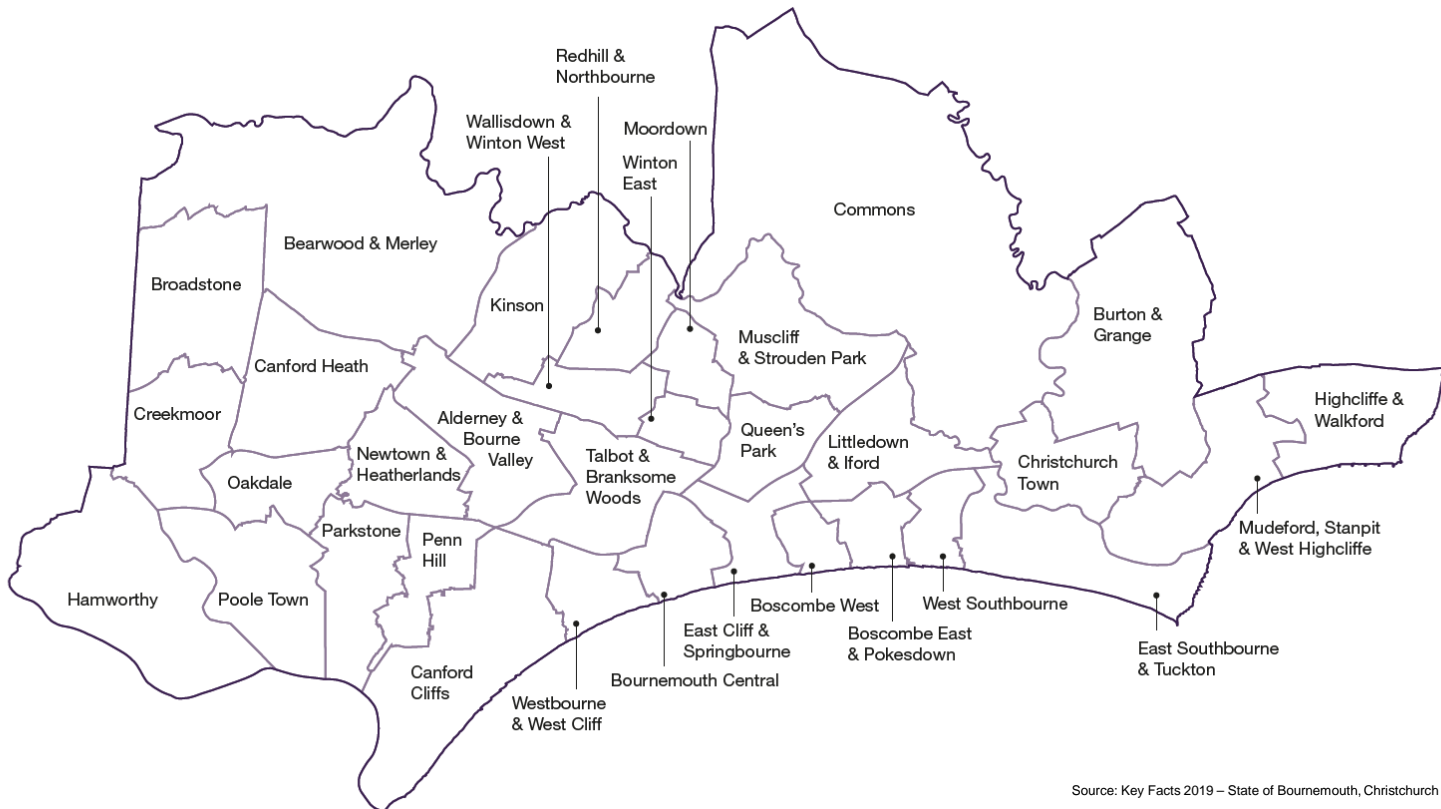 Redhill &
Northbourne
Wallisdown &
Winton West
Moordown
Winton
East
Commons
Bearwood & Merley
Broadstone
Kinson
Burton &
Grange
Muscliff
& Strouden Park
Canford Heath
Highcliffe &
Walkford
Creekmoor
Alderney &
Bourne
Valley
Queen's
Park
Littledown
& Iford
Newtown &
Heatherlands
Talbot &
Branksome
Woods
Christchurch
Town
Oakdale
Parkstone
Penn
Hill
Mudeford, Stanpit
& West Highcliffe
Hamworthy
Poole Town
Boscombe West
West Southbourne
East Cliff &
Springbourne
Boscombe East
& Pokesdown
East Southbourne
& Tuckton
Canford
Cliffs
Bournemouth Central
Westbourne
& West Cliff
Source: Key Facts 2019 – State of Bournemouth, Christchurch